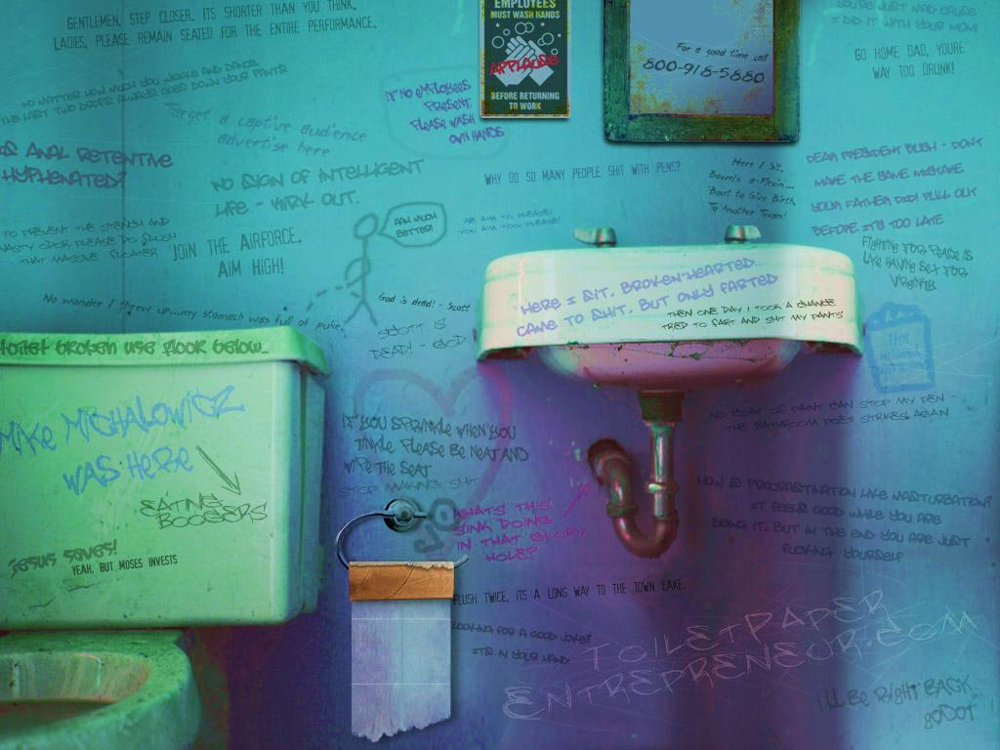 GENTLEMEN, STEP CLOSER, ITS SHORTER THAN YOU THINK.
LADIES, PLEASE REMAIN SEATED FOR THE ENTIRE PERFORMANCE.
EMPLOYEES
MUST WASH HANDS
APPLAUSE
BEFORE RETURNING
TO WORK
For a good time call
800-918-5880
YOU'RE JUST MAD CAUSE
I DID IT WITH YOUR MOM
GO HOME DAD, YOURE
WAY TOO DRUNK!
NO MATTER HOW MUCH YOU WIGGLE AND DANCE,
THE LAST TWO DROPS ALWAYS GOES DOWN YOUR PANTS
IF NO EMPLOYEES
PRESENT,
PLEASE WASH
OWN HANDS
Target a captive audience
advertise here
AS ANAL RETENTIVE
HYPHENATED?
NO SIGN OF INTELLIGENT
LIFE -
OUT.
WHY DO SO MANY PEOPLE SHIT WITH PENS?
Here I Sit,
Bowels a-Flexin'...
'Bout to Give Birth
To Another Texan!
DEAR PRESIDENT BUSH - DON'T
MAKE THE SAME MISTAKE
YOUR FATHER DID! PULL OUT
BEFORE IT'S TOO LATE
TO PREVENT THE STENCH AND
NASTY ODOR, PLEASE DO FLUSH
THAT MASSIVE FLOATER
JOIN THE AIRFORCE.
AIM HIGH!
AAH MUCH
BETTER!
WE AIM TO PLEASE!
YOU AIM TOO, PLEASE!
FIGHTING FOR PEACE IS
LIKE HAVING SEX FOR
VIRGINITY
No wonder I threw up...my stomach was full of puke.
God is dead! - Scott
SCOTT IS
DEAD! - GOD
HERE I SIT, BROKEN-HEARTED...
CAME TO SHIT, BUT ONLY FARTED
THEN ONE DAY I TOOK A CHANCE
TRIED TO FART AND SHIT MY PANTS
toilet broken use floor below...
MIKE MICHALOWICZ
WAS HERE
EATING
BOOGERS
JESUS SAVES!
YEAH, BUT MOSES INVESTS
NO COAT OF PAINT CAN STOP MY PEN -
THE BATHROOM POET STRIKES AGAIN
IF YOU SPRINKLE WHEN YOU
TINKLE PLEASE BE NEAT AND
WIPE THE SEAT
STOP MAKING SHIT
WHATS THIS
SINK DOING
IN THAT GLORY
HOLE?
HOW IS PROCRASTINATION LIKE MASTURBATION?
IT FEELS GOOD WHILE YOU ARE
DOING IT, BUT IN THE END YOU ARE JUST
FUCKING YOURSELF
FLUSH TWICE, ITS A LONG WAY TO THE TOWN LAKE.
LOOKING FOR A GOOD JOKE?
IT'S IN YOUR HAND
TOILETPAPER
ENTREPRENEUR.COM
I'LL BE RIGHT BACK,
GODOT